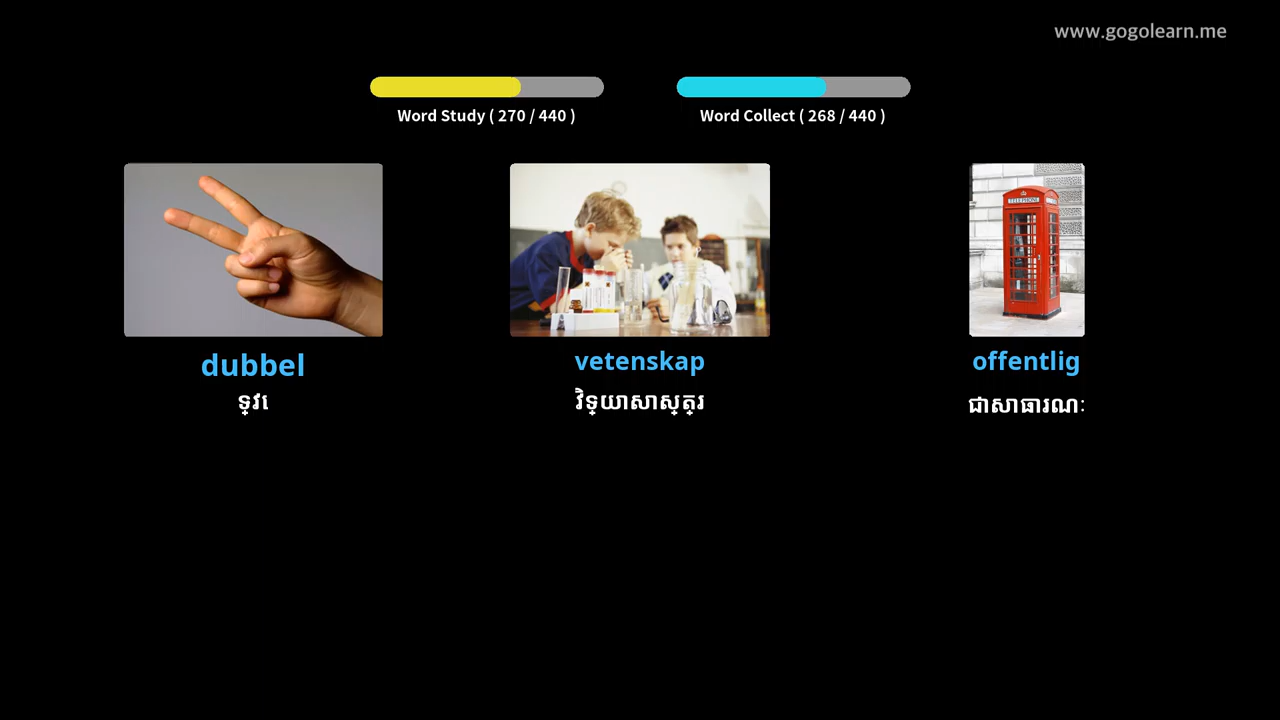 www.gogolearn.me
Word Study ( 270 / 440 )
Word Collect ( 268 / 440 )
TELEPHONE
dubbel
vetenskap
offentlig
ទ្វេ
វិទ្យាសាស្ត្រ
ជាសាធារណៈ